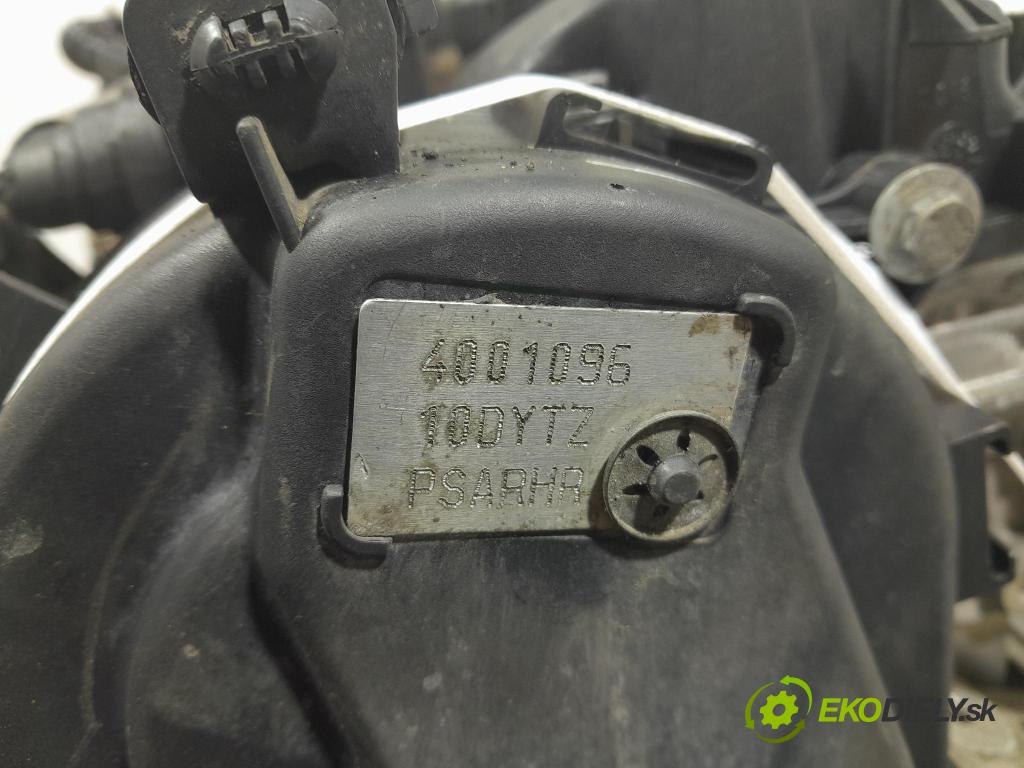 4001096
10DYTZ
PSARHR
EKODIELY.sk